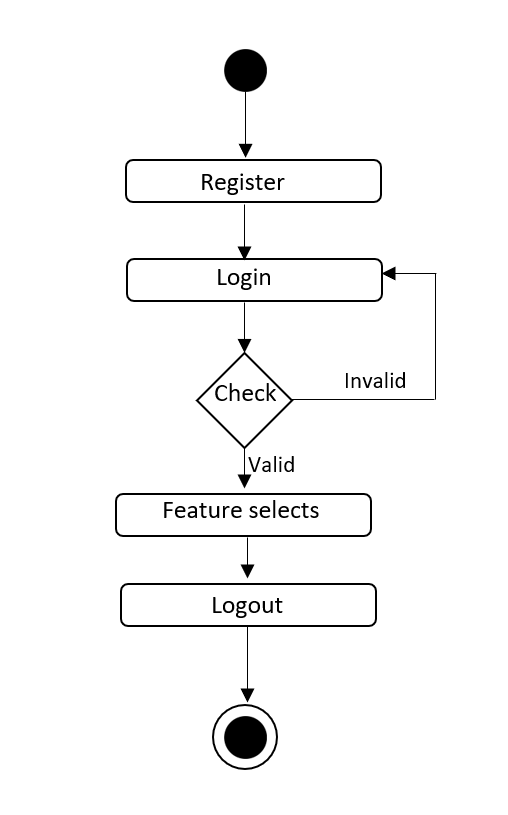 Register
Login
Check
Invalid
Valid
Feature selects
Logout